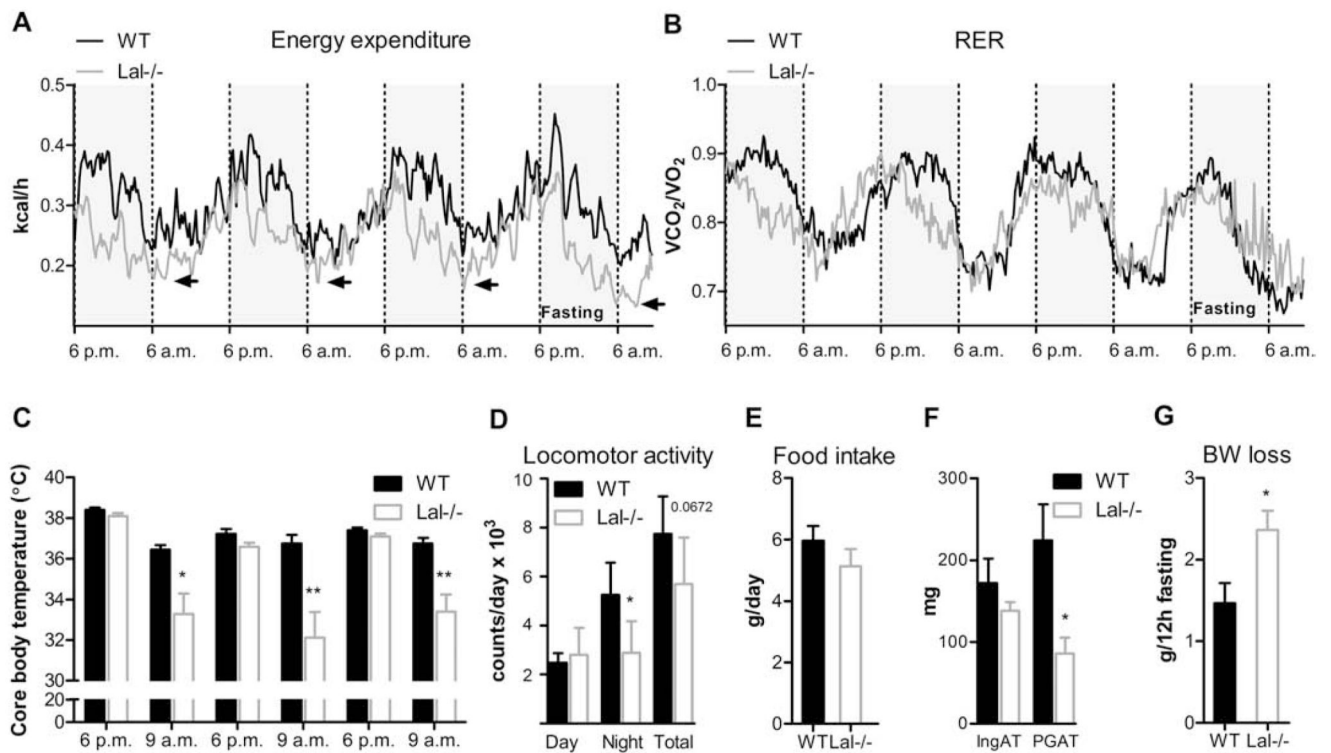 A
WT
Energy expenditure
Lal-/-
0.5
0.4
0.3
0.2
kcal/h
Fasting
6 p.m. 6 a.m. 6 p.m. 6 a.m. 6 p.m. 6 a.m. 6 p.m. 6 a.m.
B
WT
RER
Lal-/-
1.0
0.9
0.8
0.7
VCO2/VO2
Fasting
6 p.m. 6 a.m. 6 p.m. 6 a.m. 6 p.m. 6 a.m. 6 p.m. 6 a.m.
C
WT
Lal-/-
Core body temperature (°C)
40
38
36
34
32
30
20
0
*
**
**
6 p.m. 9 a.m. 6 p.m. 9 a.m. 6 p.m. 9 a.m.
D
Locomotor activity
WT
Lal-/-
0.0672
*
counts/day x 10³
10
8
6
4
2
Day Night Total
E
Food intake
g/day
8
6
4
2
0
WT Lal-/-
F
WT
Lal-/-
mg
300
200
100
0
*
IngAT PGAT
G
BW loss
*
g/12h fasting
3
2
1
0
WT Lal-/-